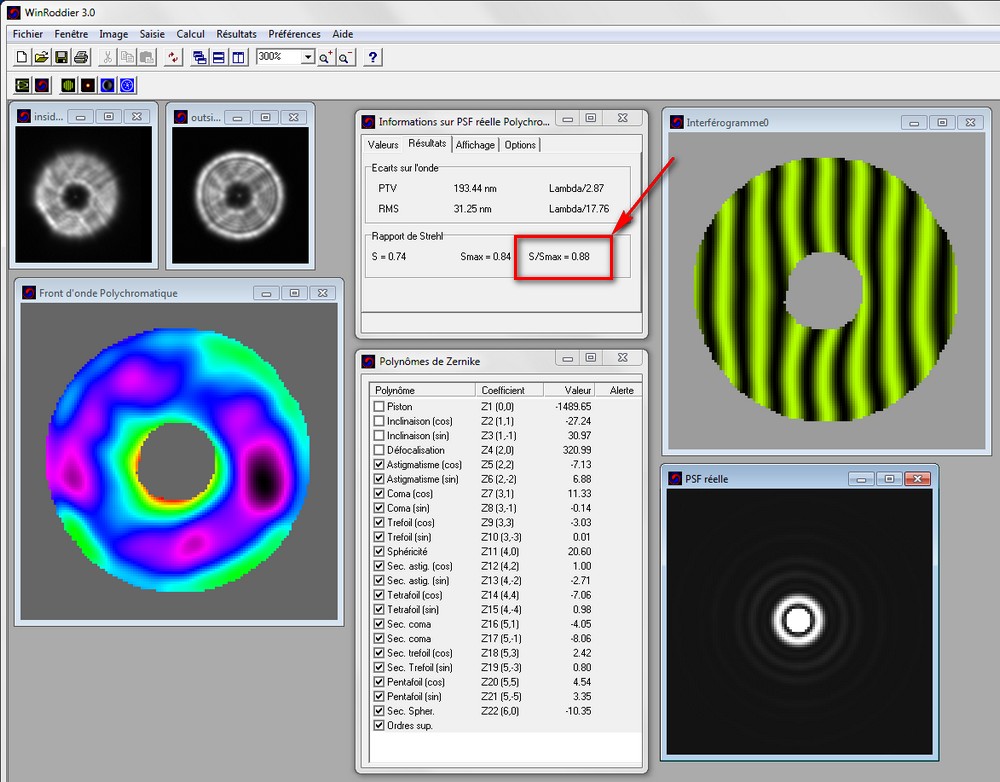 WinRoddier 3.0
Fichier Fenêtre Image Saisie Calcul Résultats Préférences Aide
300%
insid...
outsi...
Informations sur PSF réelle Polychro...
Valeurs Résultats Affichage Options
Ecarts sur l'onde
PTV 193.44 nm Lambda/2.87
RMS 31.25 nm Lambda/17.76
Rapport de Strehl
S = 0.74 Smax = 0.84 S/Smax = 0.88
Interférogramme0
Front d'onde Polychromatique
Polynômes de Zernike
Polynôme Coefficient Valeur Alerte
Piston Z1 (0,0) -1489.65
Inclinaison (cos) Z2 (1,1) -27.24
Inclinaison (sin) Z3 (1,-1) 30.97
Défocalisation Z4 (2,0) 320.99
Astigmatisme (cos) Z5 (2,2) -7.13
Astigmatisme (sin) Z6 (2,-2) 6.88
Coma (cos) Z7 (3,1) 11.33
Coma (sin) Z8 (3,-1) -0.14
Trefoil (cos) Z9 (3,3) -3.03
Trefoil (sin) Z10 (3,-3) 0.01
Sphéricité Z11 (4,0) 20.60
Sec. astig. (cos) Z12 (4,2) 1.00
Sec. astig. (sin) Z13 (4,-2) -2.71
Tetrafoil (cos) Z14 (4,4) -7.06
Tetrafoil (sin) Z15 (4,-4) 0.98
Sec. coma Z16 (5,1) -4.05
Sec. coma Z17 (5,-1) -8.06
Sec. trefoil (cos) Z18 (5,3) 2.42
Sec. Trefoil (sin) Z19 (5,-3) 0.80
Pentafoil (cos) Z20 (5,5) 4.54
Pentafoil (sin) Z21 (5,-5) 3.35
Sec. Spher. Z22 (6,0) -10.35
Ordres sup.
PSF réelle